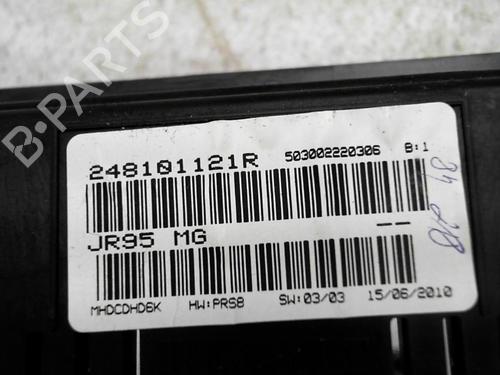 B-PARTS
248101121R 503002220306 B:1
JR95 MG --
MHDCDHD6K HW:PRS8 SW:03/03 15/06/2010